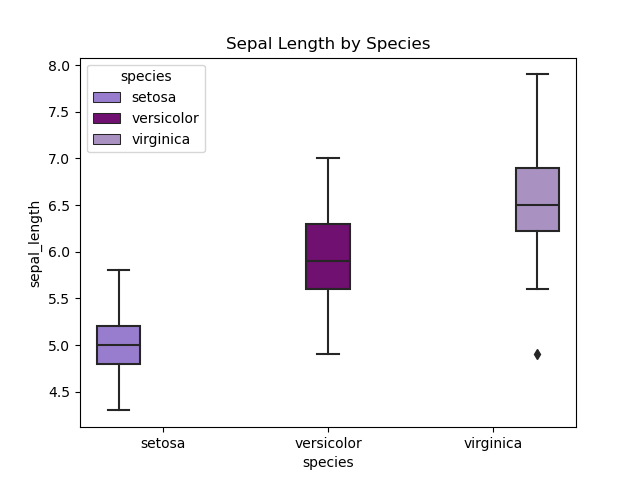 Sepal Length by Species
species
setosa
versicolor
virginica
8.0
7.5
7.0
6.5
6.0
5.5
5.0
4.5
sepal_length
setosa versicolor virginica
species